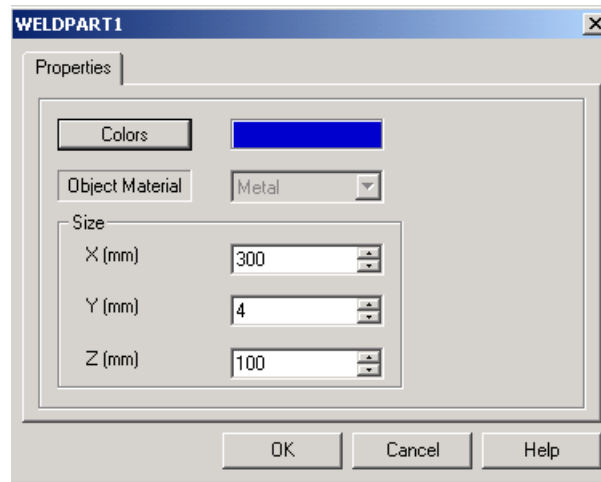 WELDPART1
Properties
Colors
Object Material Metal
Size
X (mm) 300
Y (mm) 4
Z (mm) 100
OK Cancel Help